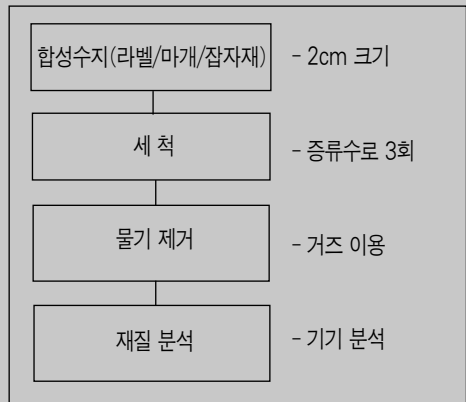 합성수지(라벨/마개/잡자재) - 2cm 크기
세 척 - 증류수로 3회
물기 제거 - 거즈 이용
재질 분석 - 기기 분석